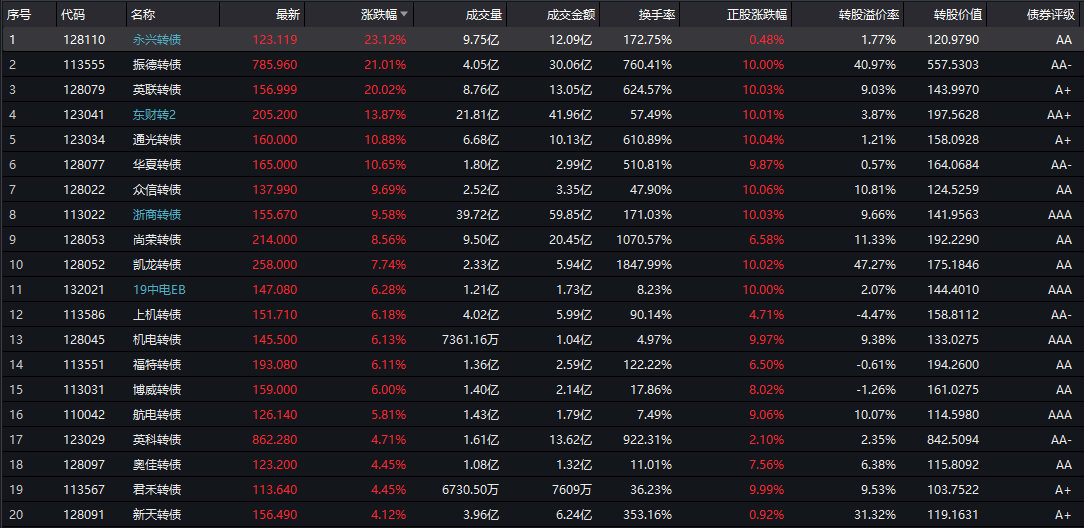 序号 代码 名称 最新 涨跌幅 成交量 成交金额 换手率 正股涨跌幅 转股溢价率 转股价值 债券评级
1 128110 永兴转债 123.119 23.12% 9.75亿 12.09亿 172.75% 0.48% 1.77% 120.9790 AA
2 113555 振德转债 785.960 21.01% 4.05亿 30.06亿 760.41% 10.00% 40.97% 557.5303 AA-
3 128079 英联转债 156.999 20.02% 8.76亿 13.05亿 624.57% 10.03% 9.03% 143.9970 A+
4 123041 东财转2 205.200 13.87% 21.81亿 41.96亿 57.49% 10.01% 3.87% 197.5628 AA+
5 123034 通光转债 160.000 10.88% 6.68亿 10.13亿 610.89% 10.04% 1.21% 158.0928 A+
6 128077 华夏转债 165.000 10.65% 1.80亿 2.99亿 510.81% 9.87% 0.57% 164.0684 AA-
7 128022 众信转债 137.990 9.69% 2.52亿 3.35亿 47.90% 10.06% 10.81% 124.5259 AA
8 113022 浙商转债 155.670 9.58% 39.72亿 59.85亿 171.03% 10.03% 9.66% 141.9563 AAA
9 128053 尚荣转债 214.000 8.56% 9.50亿 20.45亿 1070.57% 6.58% 11.33% 192.2290 AA
10 128052 凯龙转债 258.000 7.74% 2.33亿 5.94亿 1847.99% 10.02% 47.27% 175.1846 AA
11 132021 19中电EB 147.080 6.28% 1.21亿 1.73亿 8.23% 10.00% 2.07% 144.4010 AAA
12 113586 上机转债 151.710 6.18% 4.02亿 5.99亿 90.14% 4.71% -4.47% 158.8112 AA-
13 128045 机电转债 145.500 6.13% 7361.16万 1.04亿 4.97% 9.97% 9.38% 133.0275 AAA
14 113551 福特转债 193.080 6.11% 1.36亿 2.59亿 122.22% 6.50% -0.61% 194.2600 AA
15 113031 博威转债 159.000 6.00% 1.40亿 2.14亿 17.86% 8.02% -1.26% 161.0275 AA
16 110042 航电转债 126.140 5.81% 1.43亿 1.79亿 7.49% 9.06% 10.07% 114.5980 AAA
17 123029 英科转债 862.280 4.71% 1.61亿 13.62亿 922.31% 2.10% 2.35% 842.5094 AA-
18 128097 奥佳转债 123.200 4.45% 1.08亿 1.32亿 11.01% 7.56% 6.38% 115.8092 AA
19 113567 君禾转债 113.640 4.45% 6730.50万 7609万 36.23% 9.99% 9.53% 103.7522 A+
20 128091 新天转债 156.490 4.12% 3.96亿 6.24亿 353.16% 0.92% 31.32% 119.1631 A+